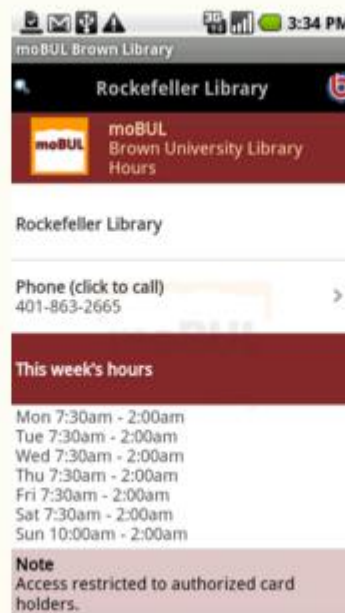 3G 3:34 PM
moBUL Brown Library
Rockefeller Library
b
moBUL
moBUL
Brown University Library
Hours
Rockefeller Library
Phone (click to call)
401-863-2665
moBUL
This week's hours
Mon 7:30am - 2:00am
Tue 7:30am - 2:00am
Wed 7:30am - 2:00am
Thu 7:30am - 2:00am
Fri 7:30am - 2:00am
Sat 7:30am - 2:00am
Sun 10:00am - 2:00am
Note
Access restricted to authorized card
holders.